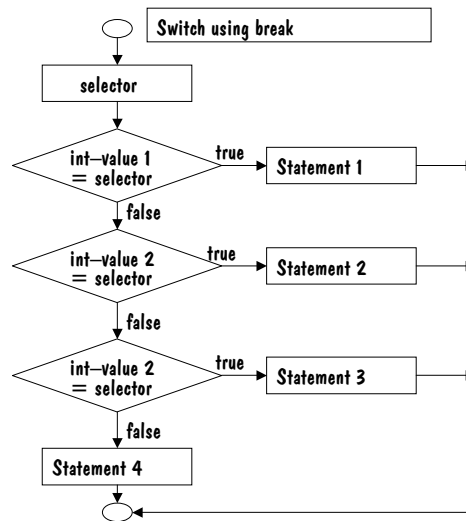 Switch using break
selector
int-value 1
= selector
true
Statement 1
false
int-value 2
= selector
true
Statement 2
false
int-value 2
= selector
true
Statement 3
false
Statement 4